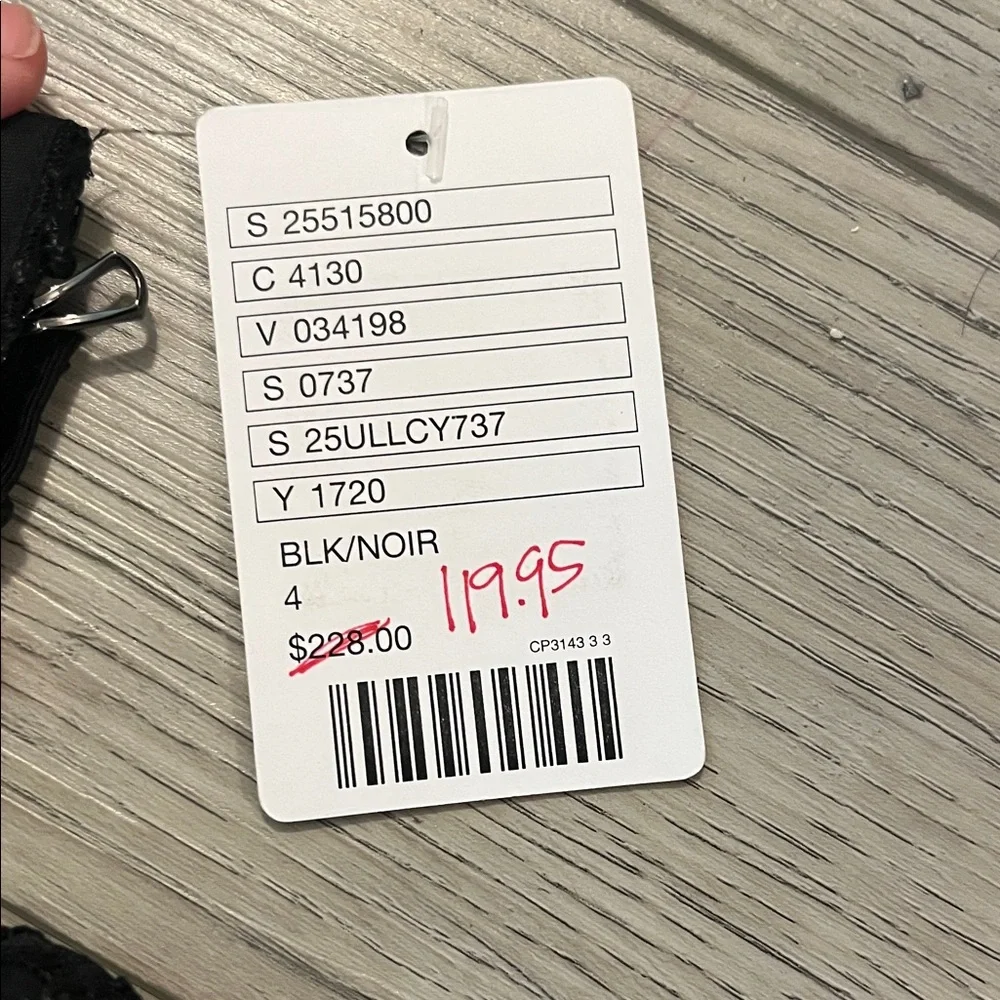 S 25515800
C 4130
V 034198
S 0737
S 25ULLCY737
Y 1720
BLK/NOIR
4
119.95
$228.00
CP3143 3 3